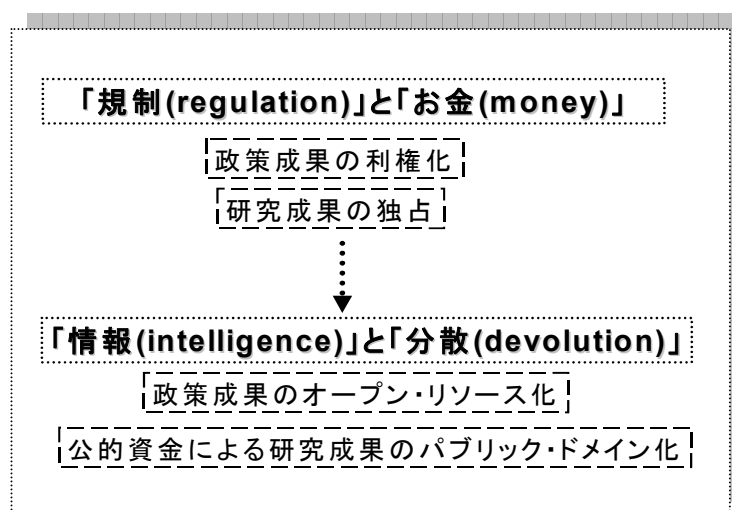 「規制(regulation)」と「お金(money)」
政策成果の利権化
研究成果の独占
「情報(intelligence)」と「分散(devolution)」
政策成果のオープン・リソース化
公的資金による研究成果のパブリック・ドメイン化